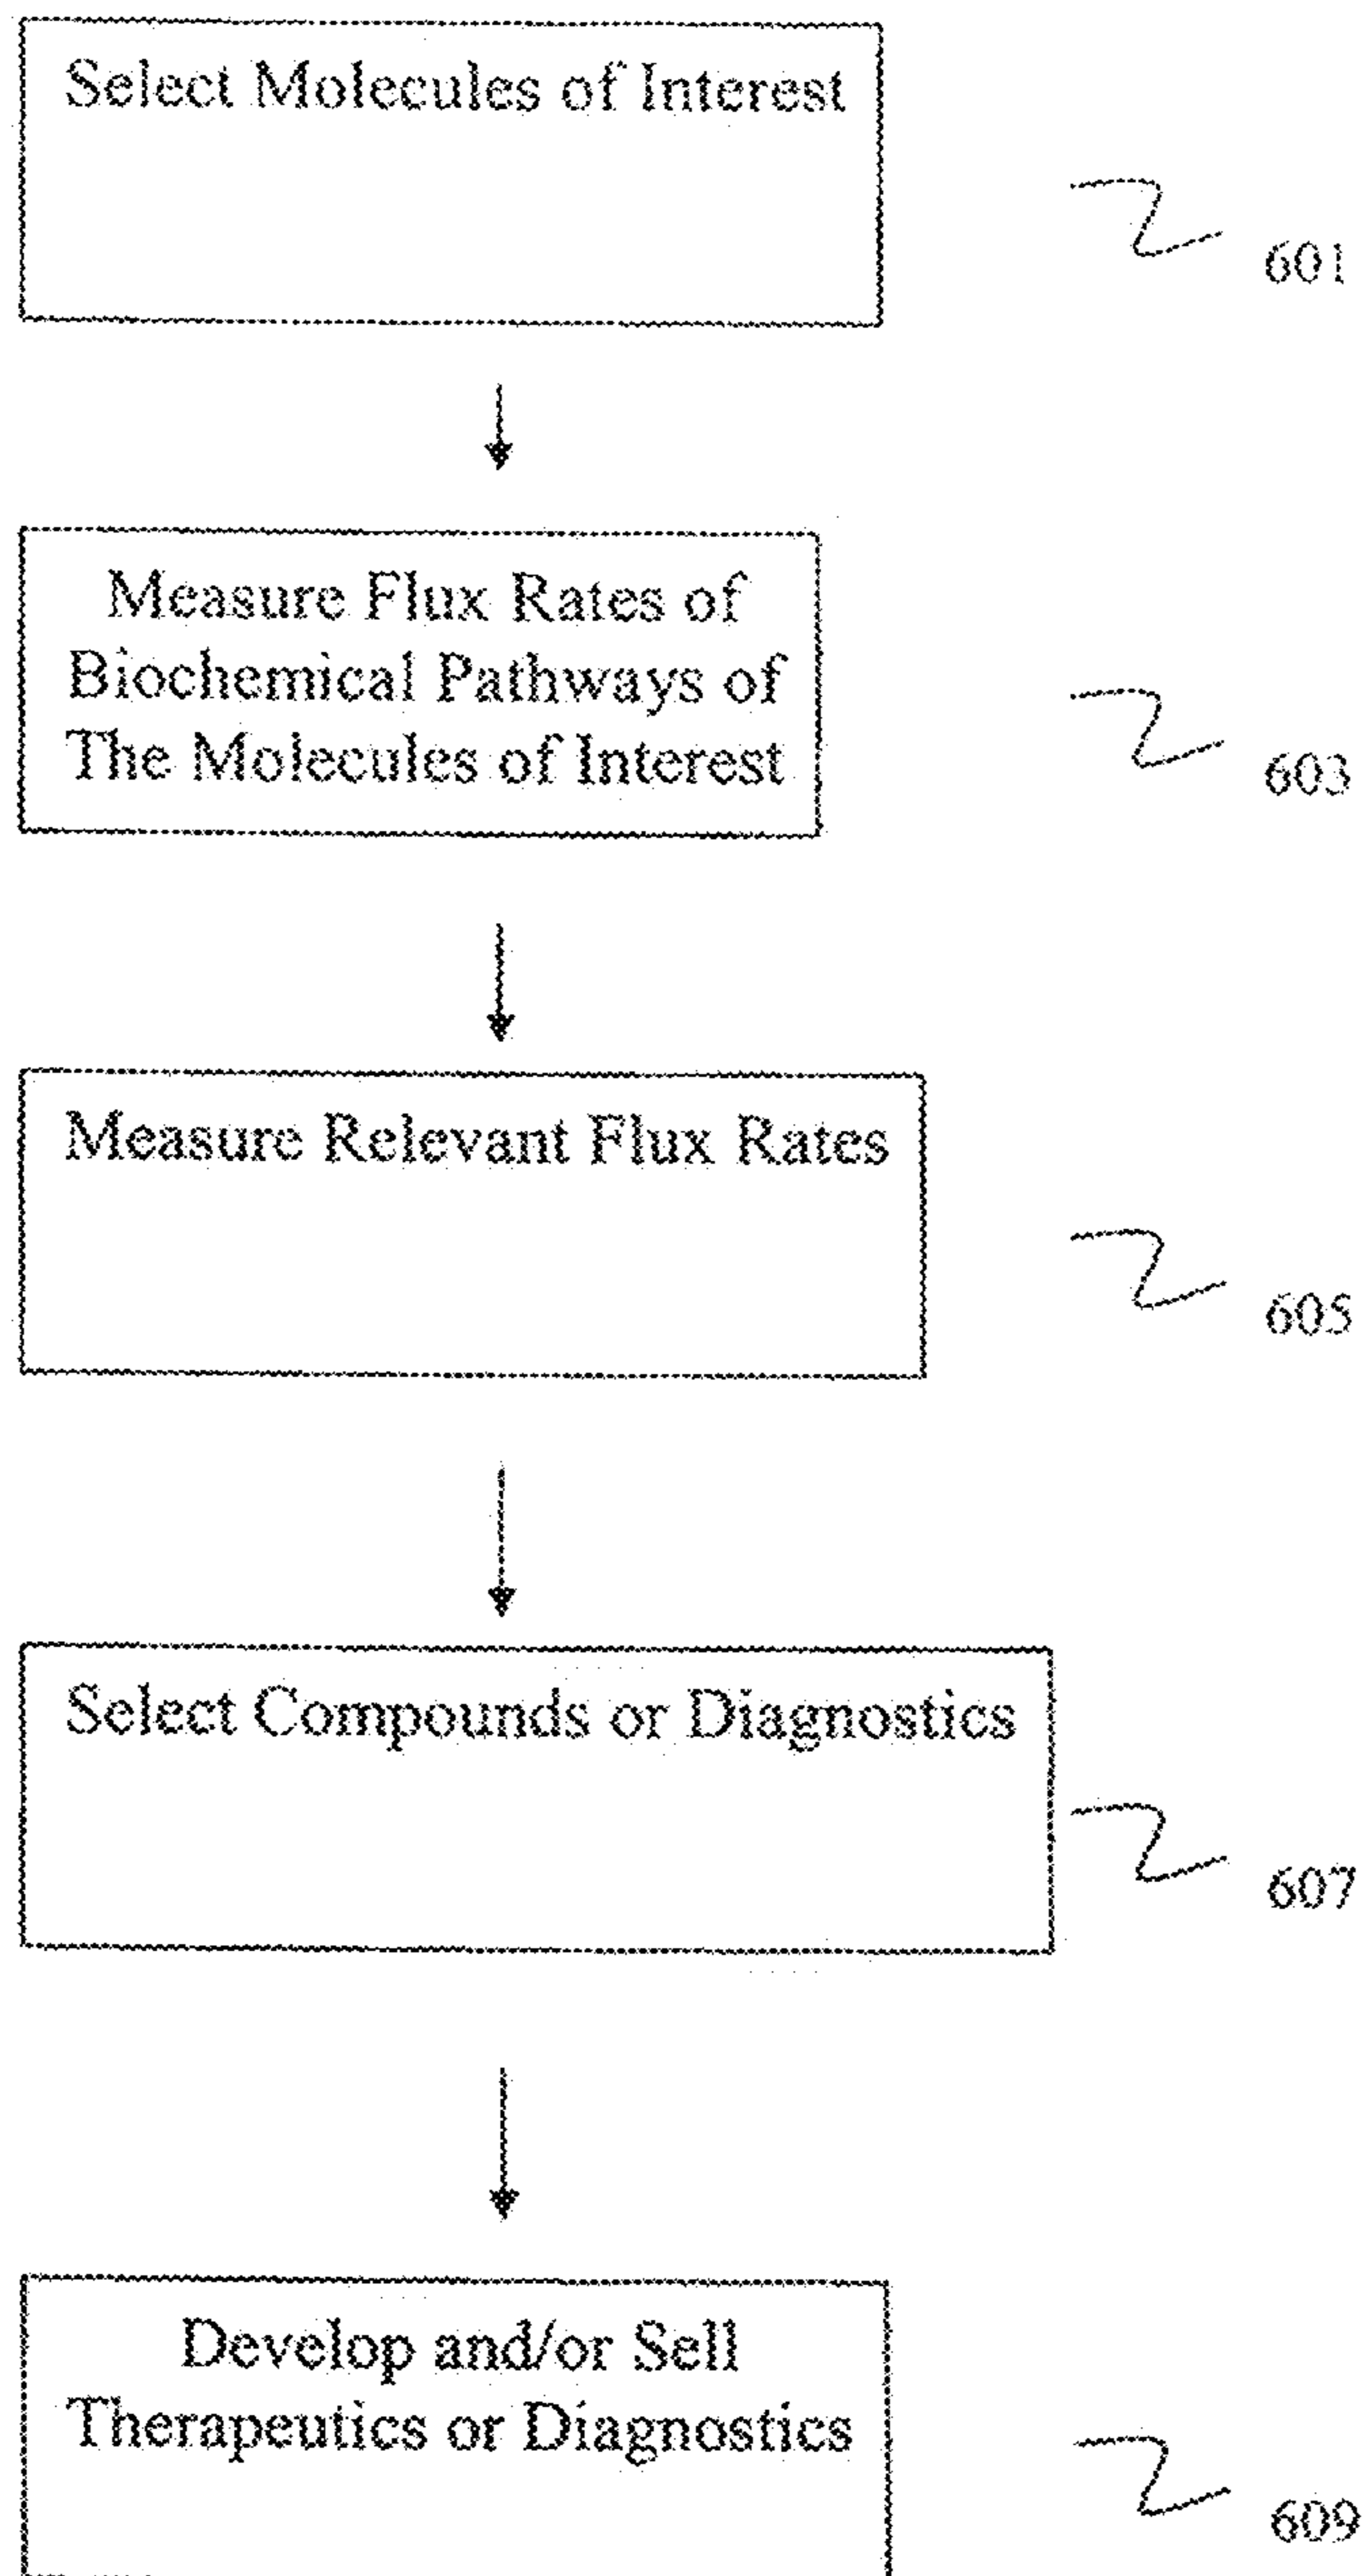 Select Molecules of Interest
601
Measure Flux Rates of
Biochemical Pathways of
The Molecules of Interest
603
Measure Relevant Flux Rates
605
Select Compounds or Diagnostics
607
Develop and/or Sell
Therapeutics or Diagnostics
609